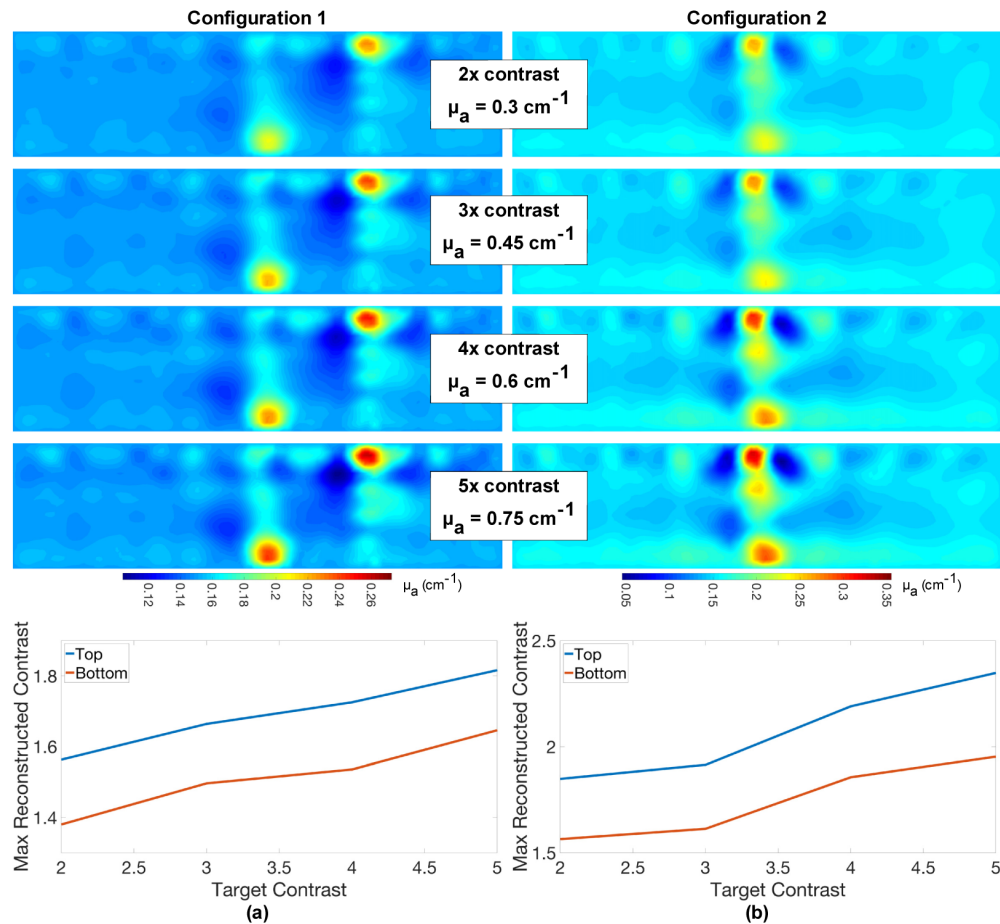 Configuration 1
Configuration 2
2x contrast
μa = 0.3 cm-1
3x contrast
μa = 0.45 cm-1
4x contrast
μa = 0.6 cm-1
5x contrast
μa = 0.75 cm-1
0.12 0.14 0.16 0.18 0.2 0.22 0.24 0.26 μa (cm-1)
0.05 0.1 0.15 0.2 0.25 0.3 0.35 μa (cm-1)
Max Reconstructed Contrast
1.8
1.6
1.4
Top
Bottom
2 3 4 5
2.5 3.5 4.5
Target Contrast
(a)
Max Reconstructed Contrast
2.5
2
1.5
Top
Bottom
2 2.5 3 3.5 4 4.5 5
Target Contrast
(b)